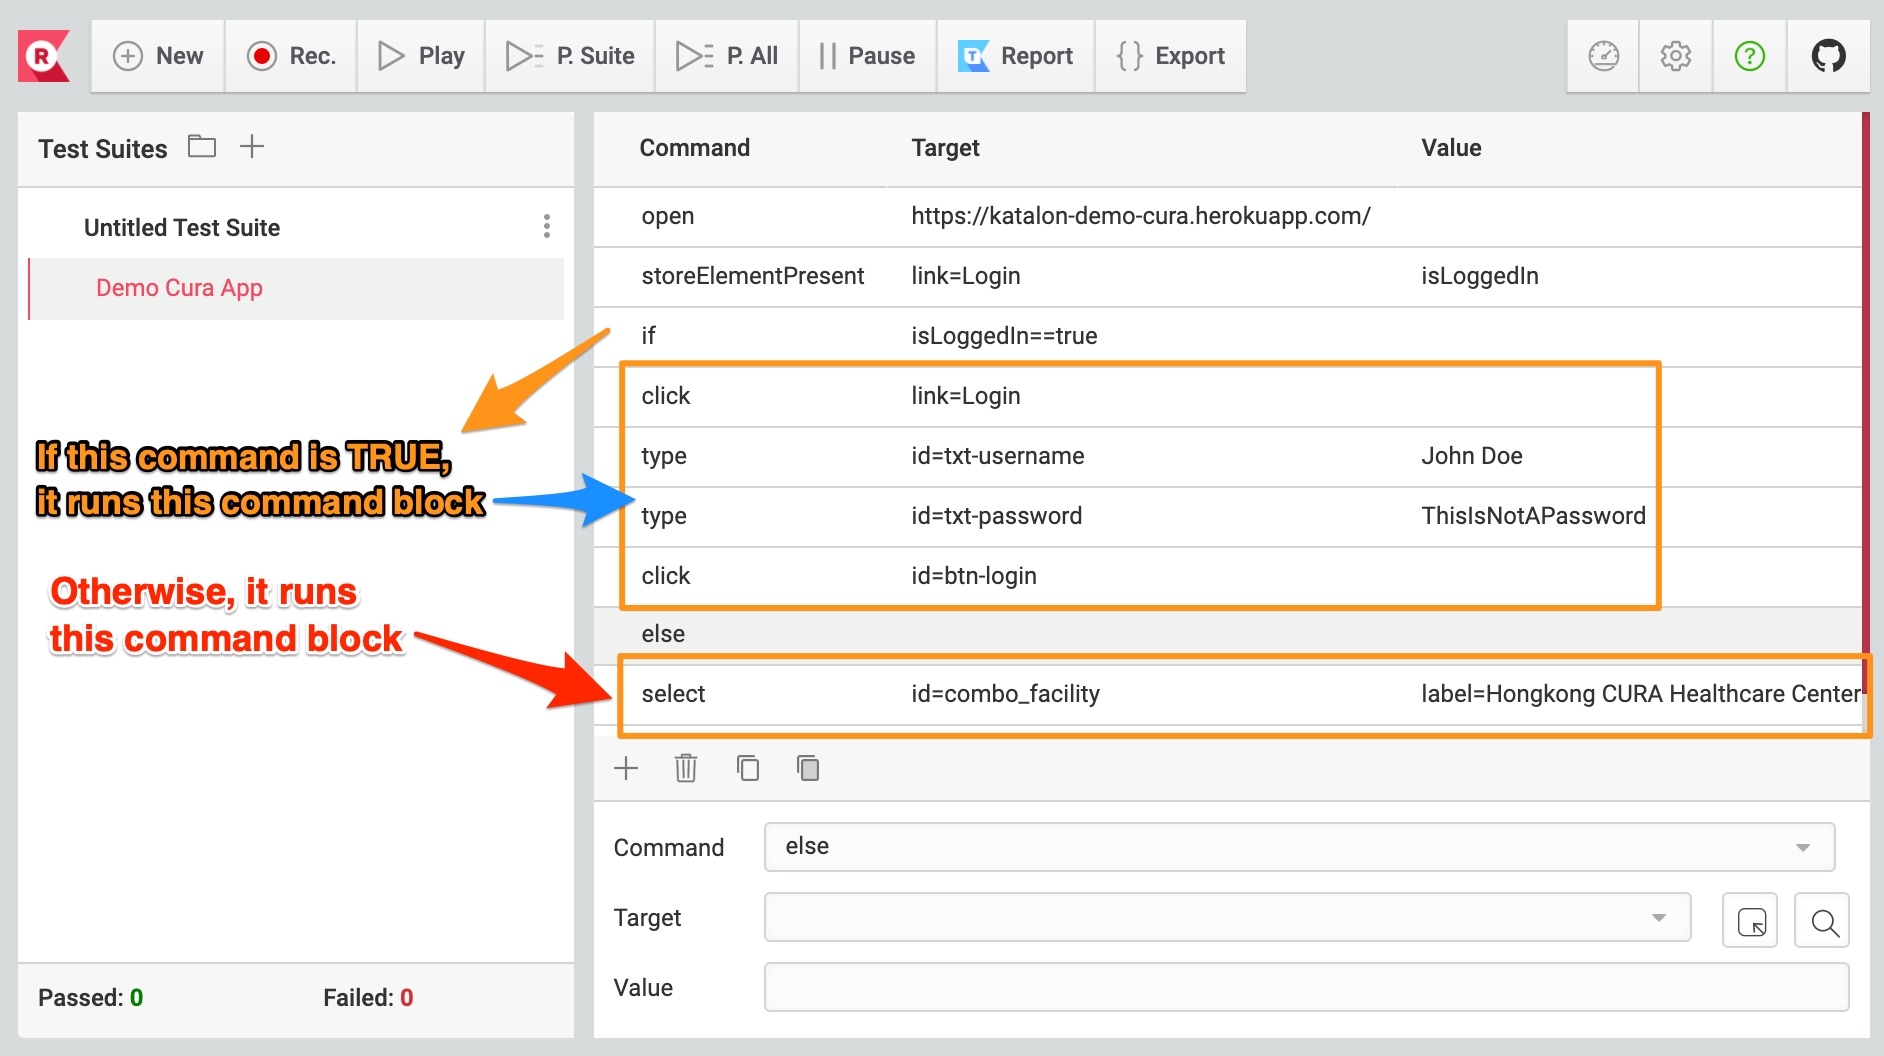 R New Rec. Play P. Suite P. All Pause Report Export
Test Suites
Untitled Test Suite
Demo Cura App
If this command is TRUE,
it runs this command block
Otherwise, it runs
this command block
Passed: 0 Failed: 0
Command Target Value
open https://katalon-demo-cura.herokuapp.com/
storeElementPresent link=Login isLoggedIn
if isLoggedIn==true
click link=Login
type id=txt-username John Doe
type id=txt-password ThisIsNotAPassword
click id=btn-login
else
select id=combo_facility label=Hongkong CURA Healthcare Center
Command else
Target
Value